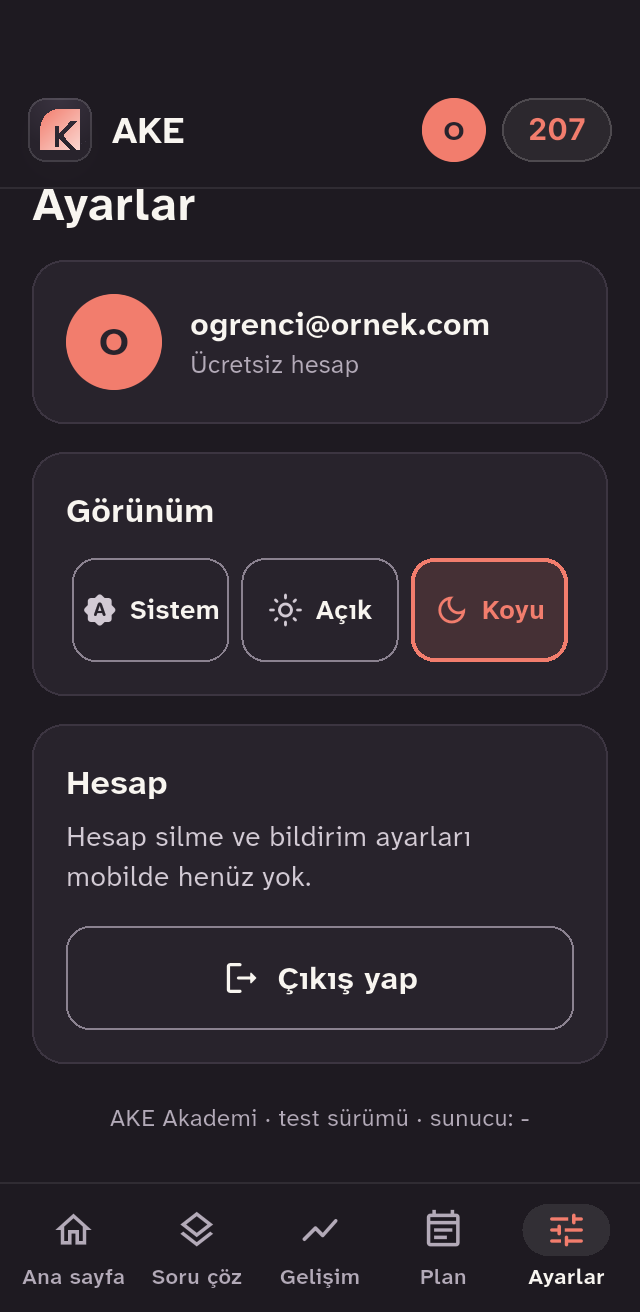 K AKE O 207
Ayarlar
O ogrenci@ornek.com
Ücretsiz hesap
Görünüm
A Sistem Açık Koyu
Hesap
Hesap silme ve bildirim ayarları
mobilde henüz yok.
Çıkış yap
AKE Akademi · test sürümü · sunucu: -
Ana sayfa Soru çöz Gelişim Plan Ayarlar